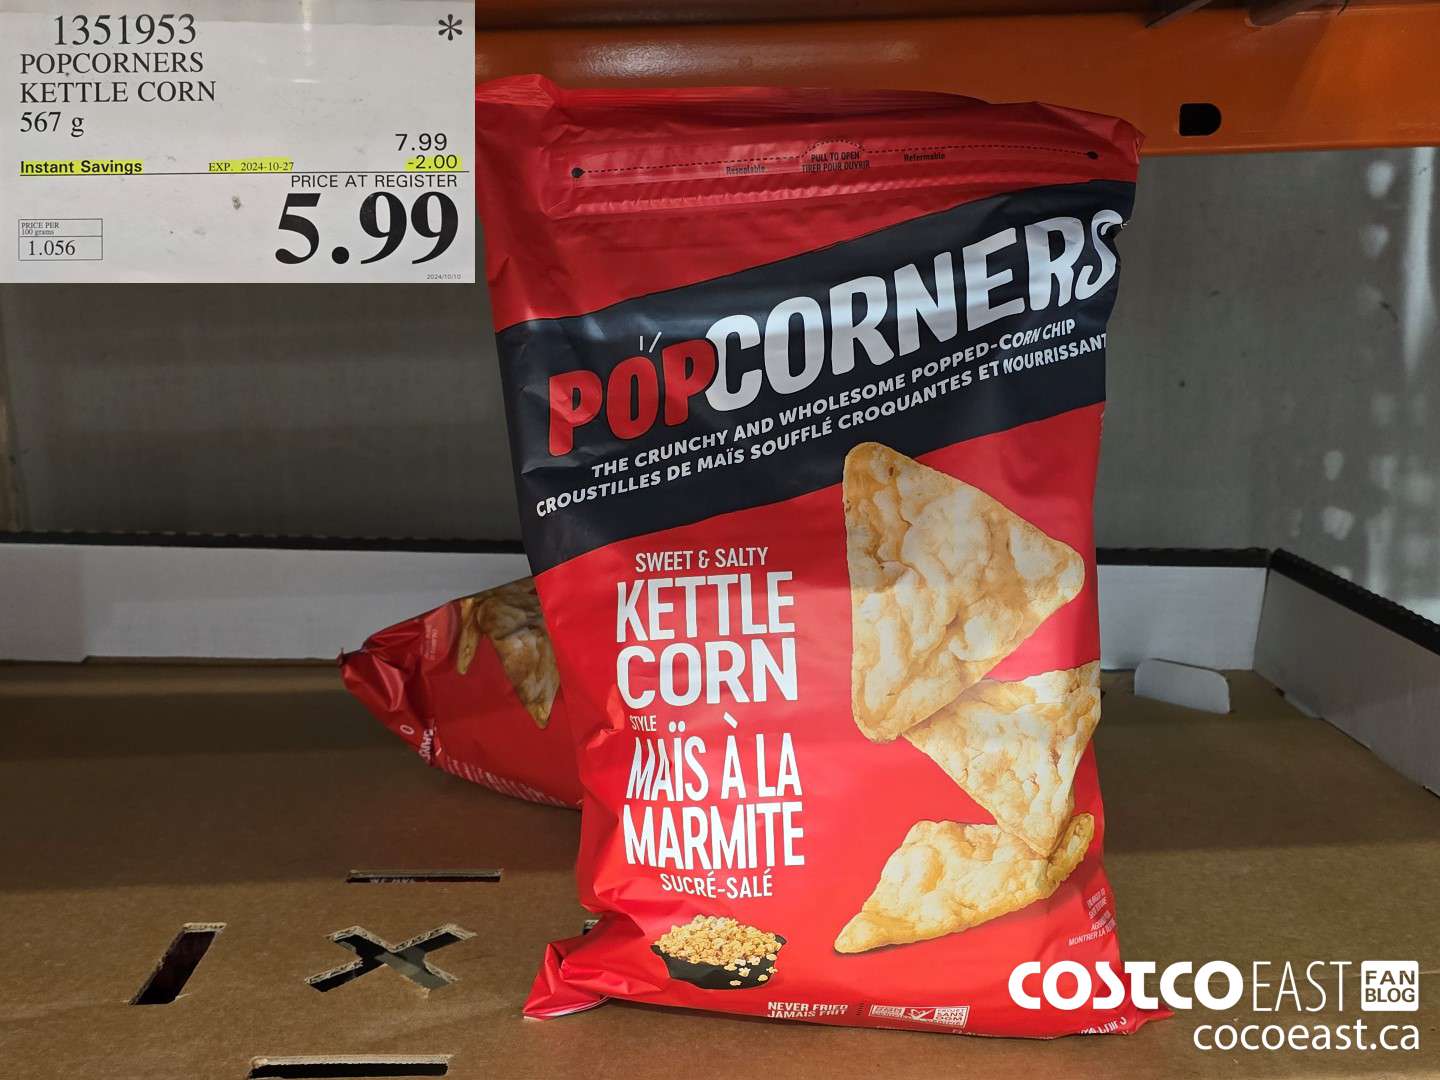 1351953 *
POPCORNERS
KETTLE CORN
567 g
7.99
Instant Savings EXP. 2024-10-27 -2.00
PRICE AT REGISTER
5.99
PRICE PER
100 grams
1.056
2024/10/10
Resealable PULL TO OPEN Refermable
TIRER POUR OUVRIR
POPCORNERS
THE CRUNCHY AND WHOLESOME POPPED-CORN CHIP
CROUSTILLES DE MAÏS SOUFFLÉ CROQUANTES ET NOURRISSANT
SWEET & SALTY
KETTLE
CORN
STYLE
MAÏS À LA
MARMITE
SUCRÉ-SALÉ
NEVER FRIED
JAMAIS FRIT
COSTCO EAST FAN
BLOG
cocoeast.ca